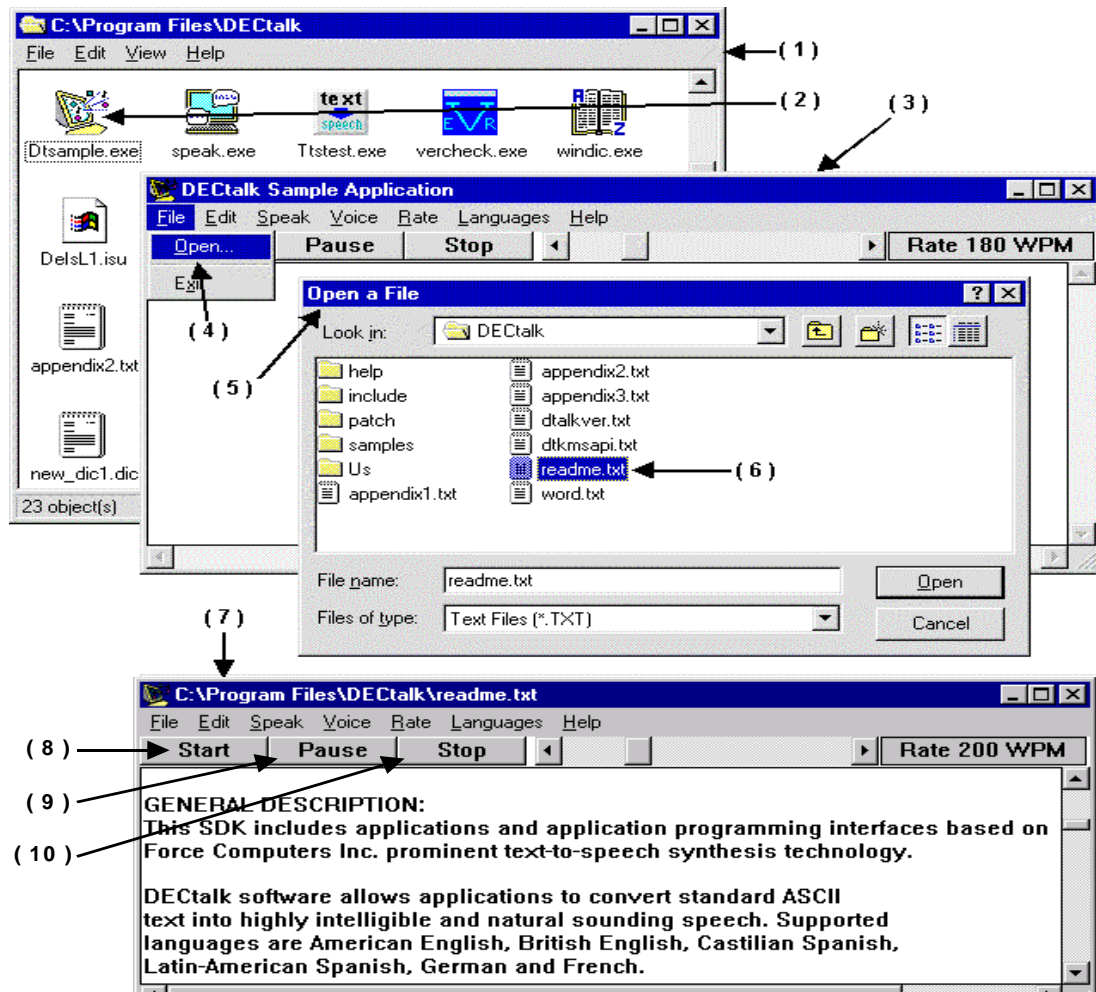 C:\Program Files\DECtalk
File Edit View Help
( 1 )
( 2 )
( 3 )
text
speech
E V R
A
Z
Dtsample.exe speak.exe Ttstest.exe vercheck.exe windic.exe
DeIsL1.isu
appendix2.txt
new_dic1.dic
23 object(s)
DECtalk Sample Application
File Edit Speak Voice Rate Languages Help
Pause Stop Rate 180 WPM
Open...
Exit
( 4 )
( 5 )
Open a File
Look in: DECtalk
help appendix2.txt
include appendix3.txt
patch dtalkver.txt
samples dtkmsapi.txt
Us readme.txt
( 6 )
appendix1.txt word.txt
File name: readme.txt Open
Files of type: Text Files (*.TXT) Cancel
( 7 )
C:\Program Files\DECtalk\readme.txt
File Edit Speak Voice Rate Languages Help
( 8 )
Start Pause Stop Rate 200 WPM
( 9 )
( 10 )
GENERAL DESCRIPTION:
This SDK includes applications and application programming interfaces based on
Force Computers Inc. prominent text-to-speech synthesis technology.
DECtalk software allows applications to convert standard ASCII
text into highly intelligible and natural sounding speech. Supported
languages are American English, British English, Castilian Spanish,
Latin-American Spanish, German and French.